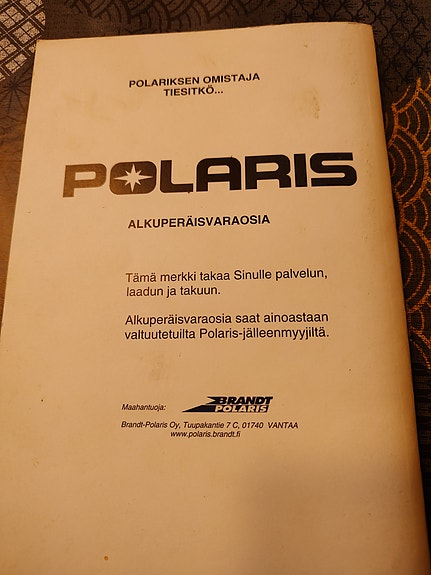 POLARIKSEN OMISTAJA
TIESITKÖ...
POLARIS
ALKUPERÄISVARAOSIA
Tämä merkki takaa Sinulle palvelun,
laadun ja takuun.
Alkuperäisvaraosia saat ainoastaan
valtuutetuilta Polaris-jälleenmyyjiltä.
Maahantuoja:
BRANDT
POLARIS
Brandt-Polaris Oy, Tuupakantie 7 C, 01740 VANTAA
www.polaris.brandt.fi